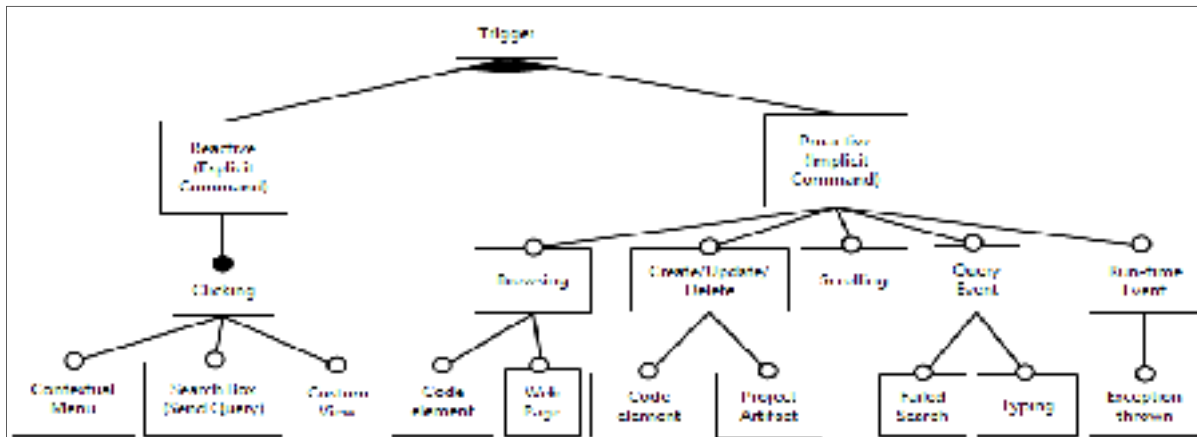 Trigger
Reactive
(Explicit
Command)
Proactive
(Implicit
Command)
Clicking
Browsing
Create/Update/
Delete
Scrolling
Query
Event
Run-time
Event
Contextual
Menu
Search Box
(Send Query)
Custom
View
Code
element
Web
Page
Code
element
Project
Artifact
Failed
Search
Typing
Exception
thrown